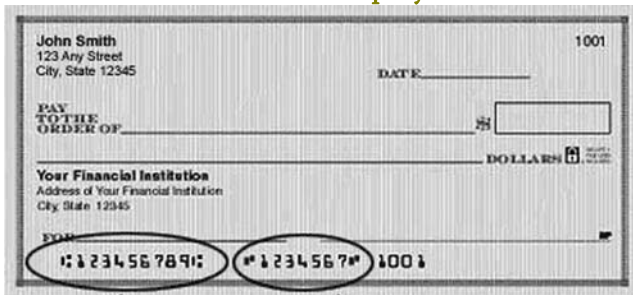 John Smith 1001
123 Any Street
City, State 12345
DATE
PAY
TO THE
ORDER OF
DOLLARS
Your Financial Institution
Address of Your Financial Institution
City, State 12345
FOR
⑆123456789⑆ ⑈1234567⑈ 1001